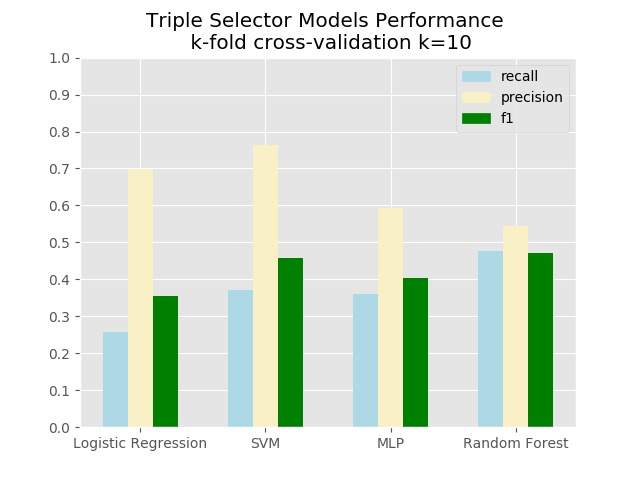 Triple Selector Models Performance
k-fold cross-validation k=10
1.0
0.9
0.8
0.7
0.6
0.5
0.4
0.3
0.2
0.1
0.0
recall
precision
f1
Logistic Regression SVM MLP Random Forest